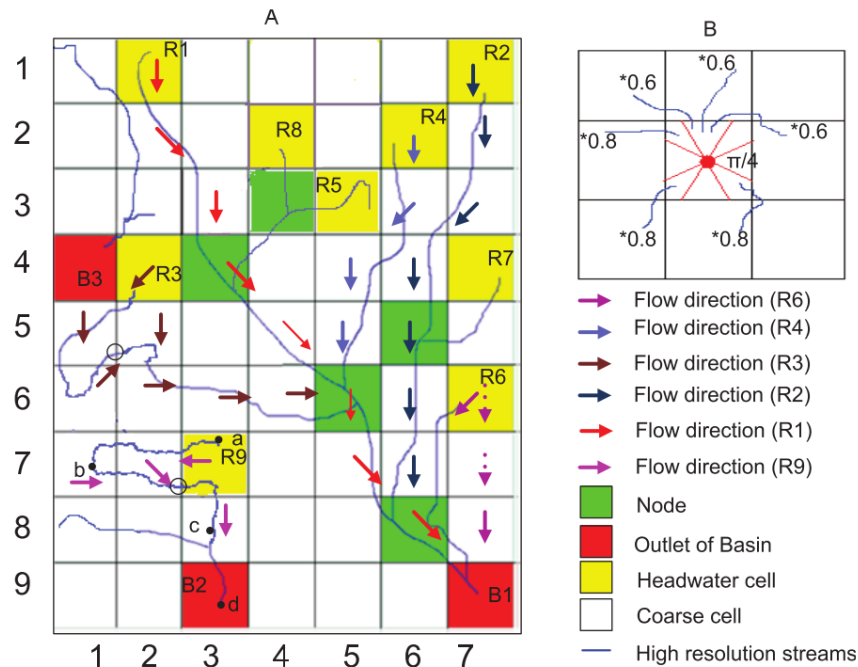 A
B
1
R1
R2
*0.6
*0.6
2
R8
R4
*0.8
*0.6
π/4
3
R5
*0.8
*0.8
4
B3
R3
R7
Flow direction (R6)
5
Flow direction (R4)
Flow direction (R3)
6
R6
Flow direction (R2)
Flow direction (R1)
7
a
b
R9
Flow direction (R9)
Node
8
c
Outlet of Basin
9
B2
d
B1
Headwater cell
Coarse cell
1 2 3 4 5 6 7
High resolution streams